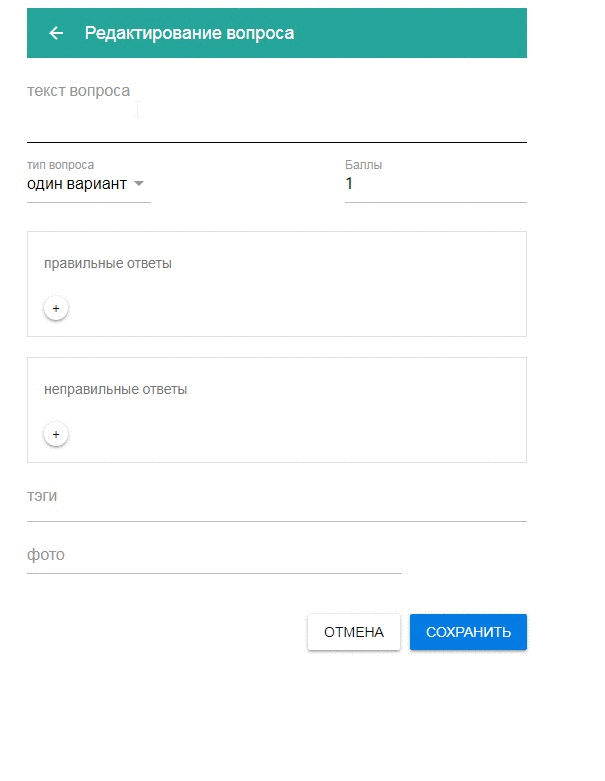 Редактирование вопроса
текст вопроса
тип вопроса
Баллы
один вариант
1
правильные ответы
+
неправильные ответы
+
тэги
фото
ОТМЕНА
СОХРАНИТЬ